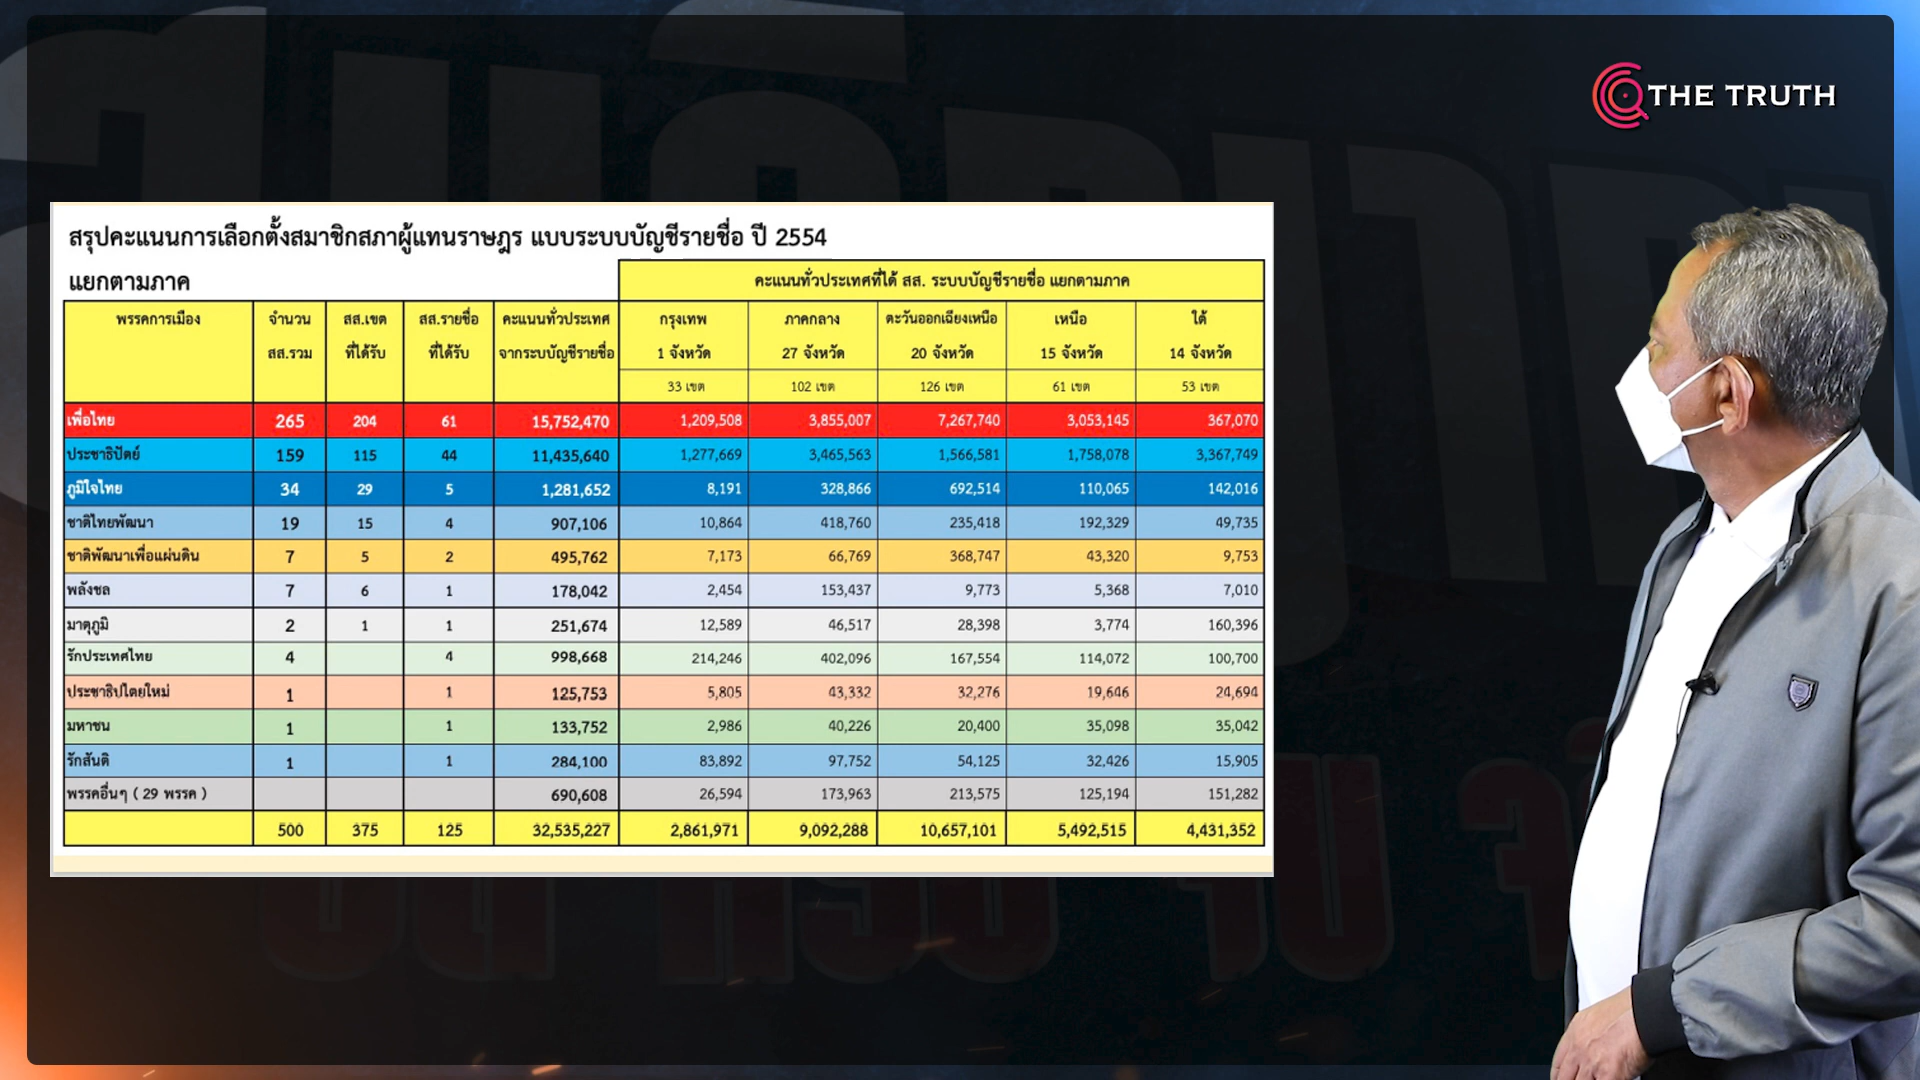 THE TRUTH
สรุปคะแนนการเลือกตั้งสมาชิกสภาผู้แทนราษฎร แบบระบบบัญชีรายชื่อ ปี 2554
แยกตามภาค
คะแนนทั่วประเทศที่ได้ สส. ระบบบัญชีรายชื่อ แยกตามภาค
พรรคการเมือง จำนวน สส.เขต สส.รายชื่อ คะแนนทั่วประเทศ กรุงเทพ ภาคกลาง ตะวันออกเฉียงเหนือ เหนือ ใต้
สส.รวม ที่ได้รับ ที่ได้รับ จากระบบบัญชีรายชื่อ 1 จังหวัด 27 จังหวัด 20 จังหวัด 15 จังหวัด 14 จังหวัด
33 เขต 102 เขต 126 เขต 61 เขต 53 เขต
เพื่อไทย 265 204 61 15,752,470 1,209,508 3,855,007 7,267,740 3,053,145 367,070
ประชาธิปัตย์ 159 115 44 11,435,640 1,277,669 3,465,563 1,566,581 1,758,078 3,367,749
ภูมิใจไทย 34 29 5 1,281,652 8,191 328,866 692,514 110,065 142,016
ชาติไทยพัฒนา 19 15 4 907,106 10,864 418,760 235,418 192,329 49,735
ชาติพัฒนาเพื่อแผ่นดิน 7 5 2 495,762 7,173 66,769 368,747 43,320 9,753
พลังชล 7 6 1 178,042 2,454 153,437 9,773 5,368 7,010
มาตุภูมิ 2 1 1 251,674 12,589 46,517 28,398 3,774 160,396
รักประเทศไทย 4 4 998,668 214,246 402,096 167,554 114,072 100,700
ประชาธิปไตยใหม่ 1 1 125,753 5,805 43,332 32,276 19,646 24,694
มหาชน 1 1 133,752 2,986 40,226 20,400 35,098 35,042
รักสันติ 1 1 284,100 83,892 97,752 54,125 32,426 15,905
พรรคอื่นๆ ( 29 พรรค ) 690,608 26,594 173,963 213,575 125,194 151,282
500 375 125 32,535,227 2,861,971 9,092,288 10,657,101 5,492,515 4,431,352